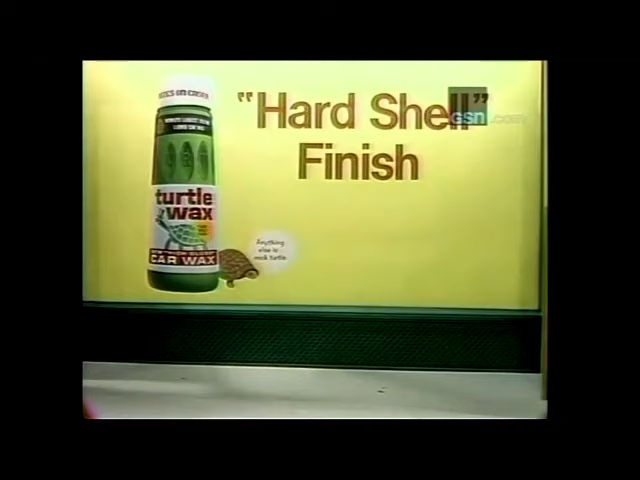 "Hard Shell"
Finish
gsn.com
turtle
wax
CAR WAX
Anything
else is
mock turtle